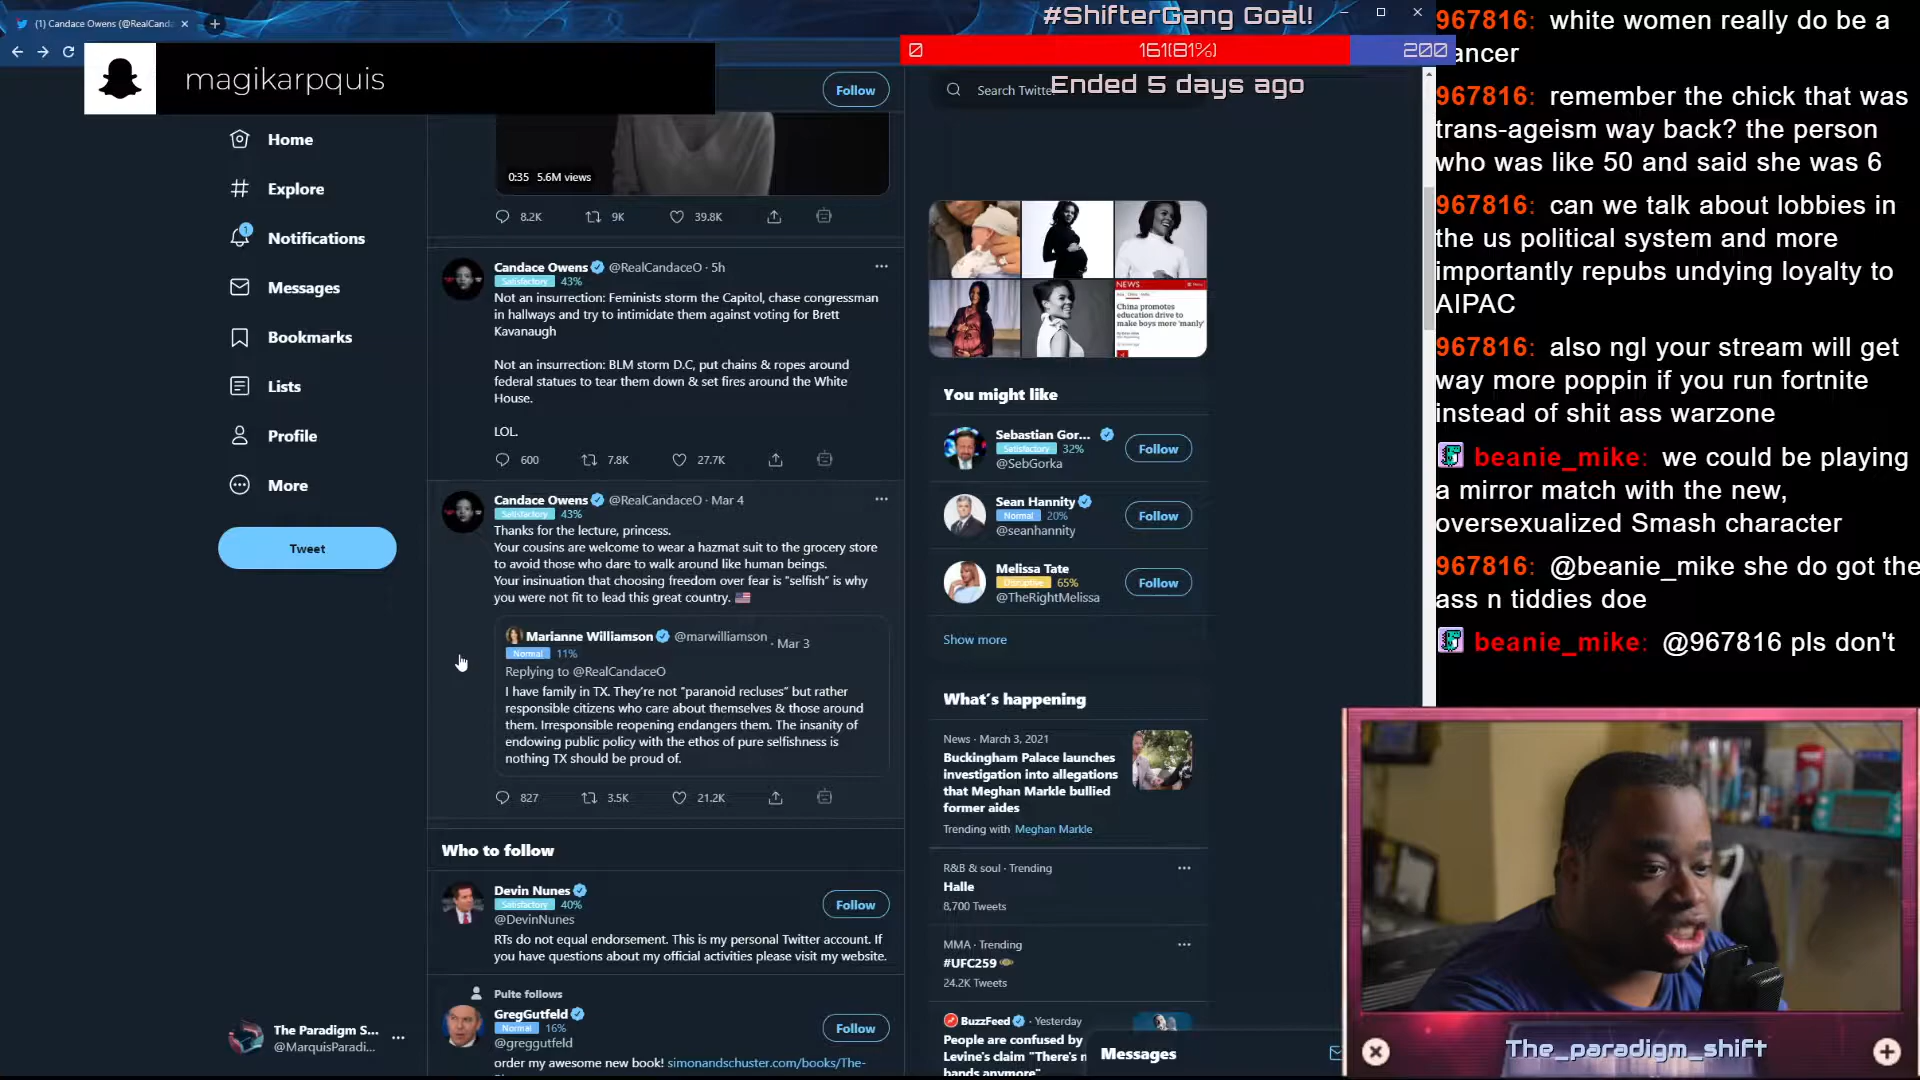 (1) Candace Owens (@RealCand
#ShifterGang Goal!
0
161(81%)
200
Ended 5 days ago
magikarpquis
Home
Explore
1
Notifications
Messages
Bookmarks
Lists
Profile
More
Tweet
The Paradigm S...
@MarquisParadi...
Follow
0:35 5.6M views
8.2K 9K 39.8K
Candace Owens @RealCandaceO · 5h
Satisfactory 43%
Not an insurrection: Feminists storm the Capitol, chase congressman
in hallways and try to intimidate them against voting for Brett
Kavanaugh
Not an insurrection: BLM storm D.C, put chains & ropes around
federal statues to tear them down & set fires around the White
House.
LOL.
600 7.8K 27.7K
Candace Owens @RealCandaceO · Mar 4
Satisfactory 43%
Thanks for the lecture, princess.
Your cousins are welcome to wear a hazmat suit to the grocery store
to avoid those who dare to walk around like human beings.
Your insinuation that choosing freedom over fear is "selfish" is why
you were not fit to lead this great country.
Marianne Williamson @marwilliamson · Mar 3
Normal 11%
Replying to @RealCandaceO
I have family in TX. They're not "paranoid recluses" but rather
responsible citizens who care about themselves & those around
them. Irresponsible reopening endangers them. The insanity of
endowing public policy with the ethos of pure selfishness is
nothing TX should be proud of.
827 3.5K 21.2K
Who to follow
Devin Nunes
Satisfactory 40%
@DevinNunes
Follow
RTs do not equal endorsement. This is my personal Twitter account. If
you have questions about my official activities please visit my website.
Pulte follows
GregGutfeld
Normal 16%
@greggutfeld
Follow
order my awesome new book! simonandschuster.com/books/The-
Search Twitte
NEWS
China promotes
education drive to
make boys more 'manly'
You might like
Sebastian Gor...
Satisfactory 32%
@SebGorka
Follow
Sean Hannity
Normal 20%
@seanhannity
Follow
Melissa Tate
Disruptive 65%
@TheRightMelissa
Follow
Show more
What's happening
News · March 3, 2021
Buckingham Palace launches
investigation into allegations
that Meghan Markle bullied
former aides
Trending with Meghan Markle
R&B & soul · Trending
Halle
8,700 Tweets
MMA · Trending
#UFC259
24.2K Tweets
BuzzFeed · Yesterday
People are confused by
Levine's claim "There's n
bands anymore"
Messages
967816: white women really do be a
ancer
967816: remember the chick that was
trans-ageism way back? the person
who was like 50 and said she was 6
967816: can we talk about lobbies in
the us political system and more
importantly repubs undying loyalty to
AIPAC
967816: also ngl your stream will get
way more poppin if you run fortnite
instead of shit ass warzone
beanie_mike: we could be playing
a mirror match with the new,
oversexualized Smash character
967816: @beanie_mike she do got the
ass n tiddies doe
beanie_mike: @967816 pls don't
The_paradigm_shift